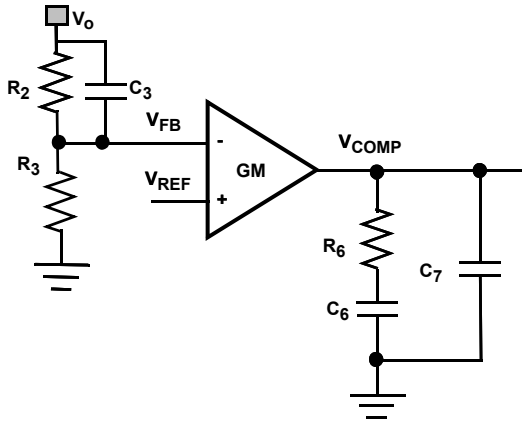 Vo
R2
C3
VFB
R3
VREF
-
+
GM
VCOMP
R6
C6
C7